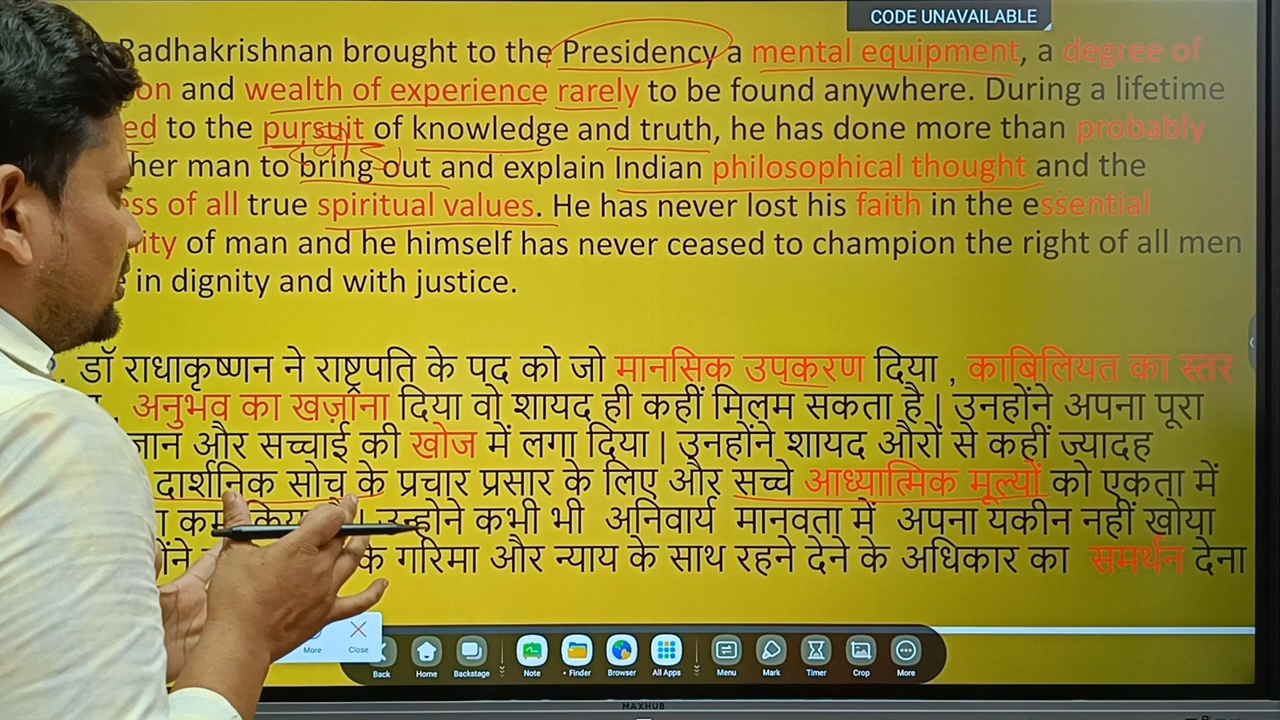 CODE UNAVAILABLE
Radhakrishnan brought to the Presidency a mental equipment, a degree of
and wealth of experience rarely to be found anywhere. During a lifetime
to the pursuit of knowledge and truth, he has done more than probably
man to bring out and explain Indian philosophical thought and the
of all true spiritual values. He has never lost his faith in the essential
of man and he himself has never ceased to champion the right of all men
in dignity and with justice.
डॉ राधाकृष्णन ने राष्ट्रपति के पद को जो मानसिक उपकरण दिया , काबिलियत का स्तर
, अनुभव का खज़ाना दिया वो शायद ही कहीं मिलम सकता है | उनहोंने अपना पूरा
और सच्चाई की खोज में लगा दिया | उनहोंने शायद औरों से कहीं ज्यादह
दार्शनिक सोच के प्रचार प्रसार के लिए और सच्चे आध्यात्मिक मूल्यों को एकता में
उन्होने कभी भी अनिवार्य मानवता में अपना यकीन नहीं खोया
के गरिमा और न्याय के साथ रहने देने के अधिकार का समर्थन देना
More Close
Back Home Backstage Note Finder Browser All Apps Menu Mark Timer Crop More
MAXHUB